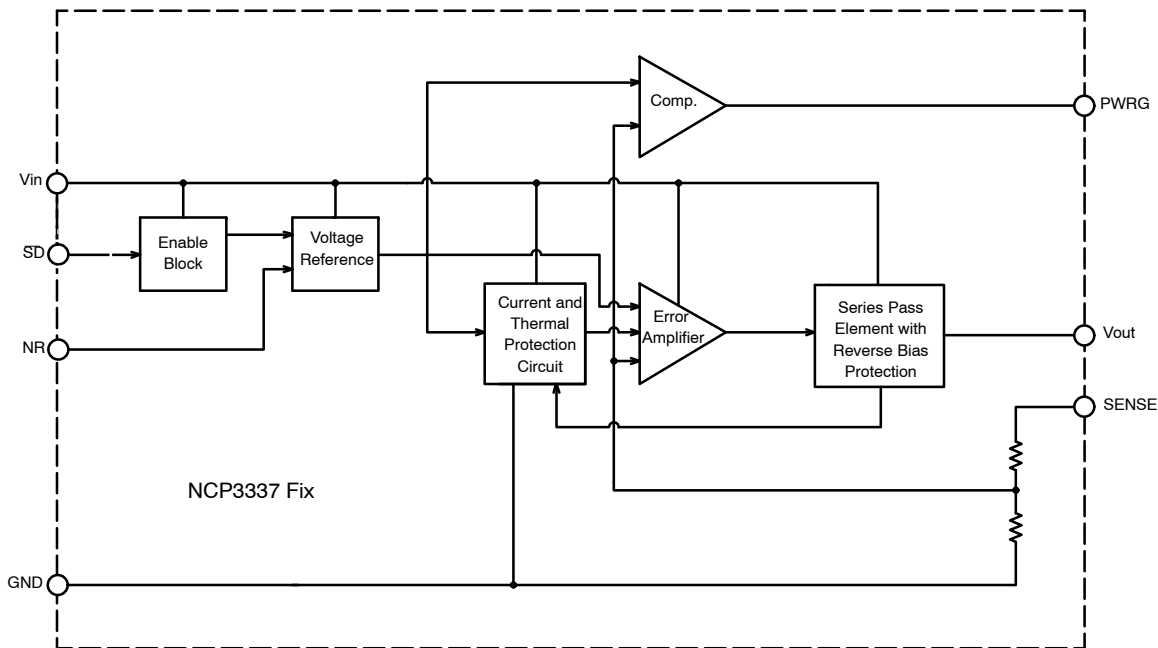 Comp.
PWRG
Vin
S̅D̅
Enable
Block
Voltage
Reference
NR
Current and
Thermal
Protection
Circuit
Error
Amplifier
Series Pass
Element with
Reverse Bias
Protection
Vout
SENSE
NCP3337 Fix
GND